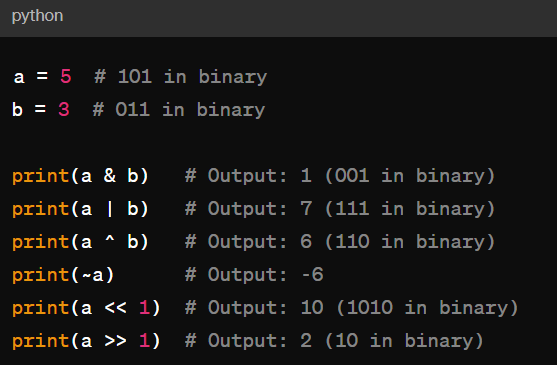 python
a = 5  # 101 in binary
b = 3  # 011 in binary
print(a & b)   # Output: 1 (001 in binary)
print(a | b)   # Output: 7 (111 in binary)
print(a ^ b)   # Output: 6 (110 in binary)
print(~a)      # Output: -6
print(a << 1)  # Output: 10 (1010 in binary)
print(a >> 1)  # Output: 2 (10 in binary)